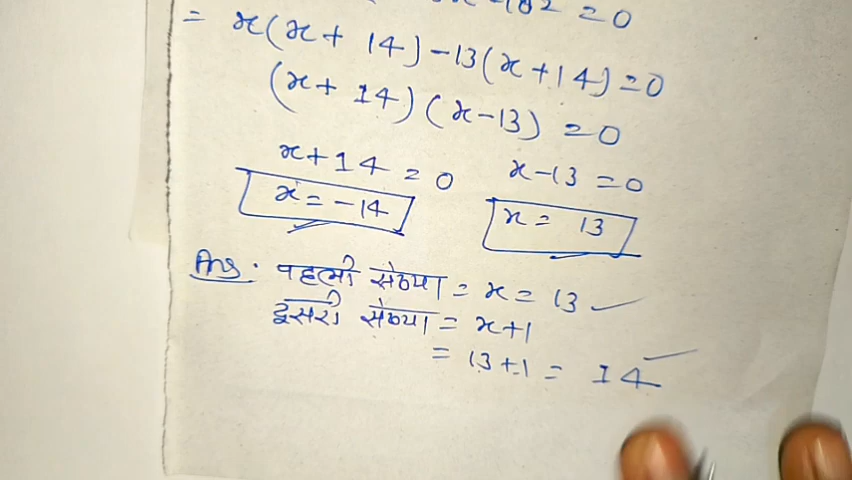 = 0
= x(x + 14) -13(x+14) = 0
(x + 14) (x-13) = 0
x+14 = 0 x-13 = 0
x = -14 x = 13
Ans. पहली संख्या = x = 13
दूसरी संख्या = x+1
= 13+1 = 14